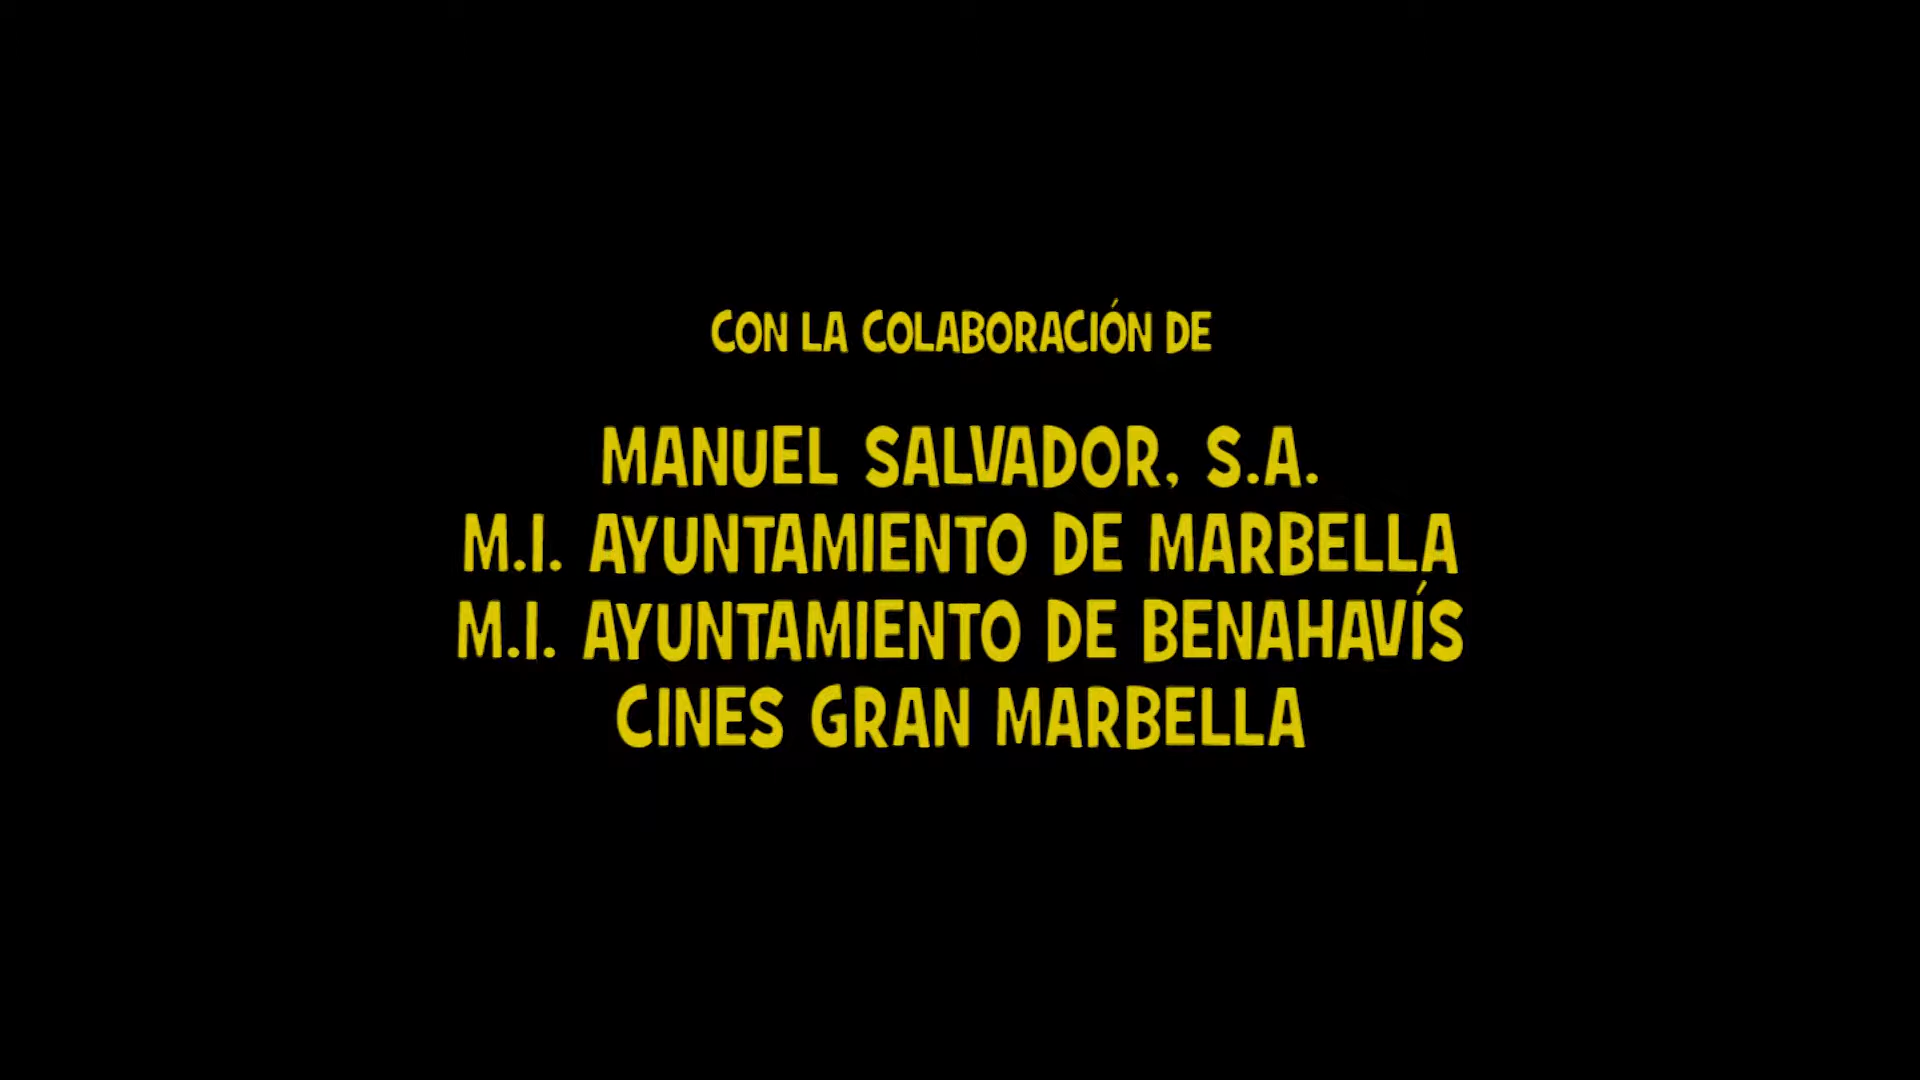 CON LA COLABORACIÓN DE
MANUEL SALVADOR, S.A.
M.I. AYUNTAMIENTO DE MARBELLA
M.I. AYUNTAMIENTO DE BENAHAVÍS
CINES GRAN MARBELLA